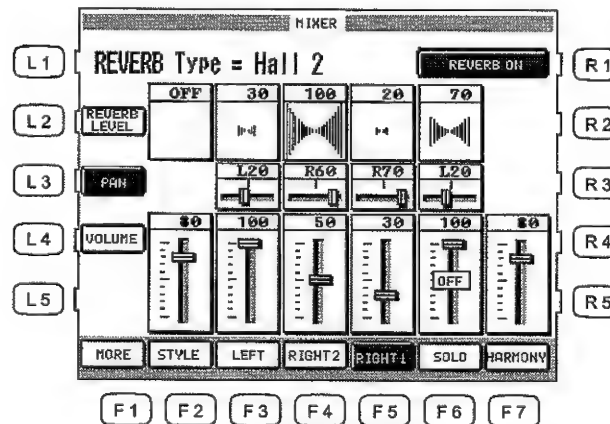 MIXER
L1 REVERB Type = Hall 2 REVERB ON R1
OFF 30 100 20 70
L2 REVERB LEVEL R2
L20 R60 R70 L20
L3 PAN R3
80 100 50 30 100 80
L4 VOLUME R4
OFF
L5 R5
MORE STYLE LEFT RIGHT2 RIGHT1 SOLO HARMONY
F1 F2 F3 F4 F5 F6 F7